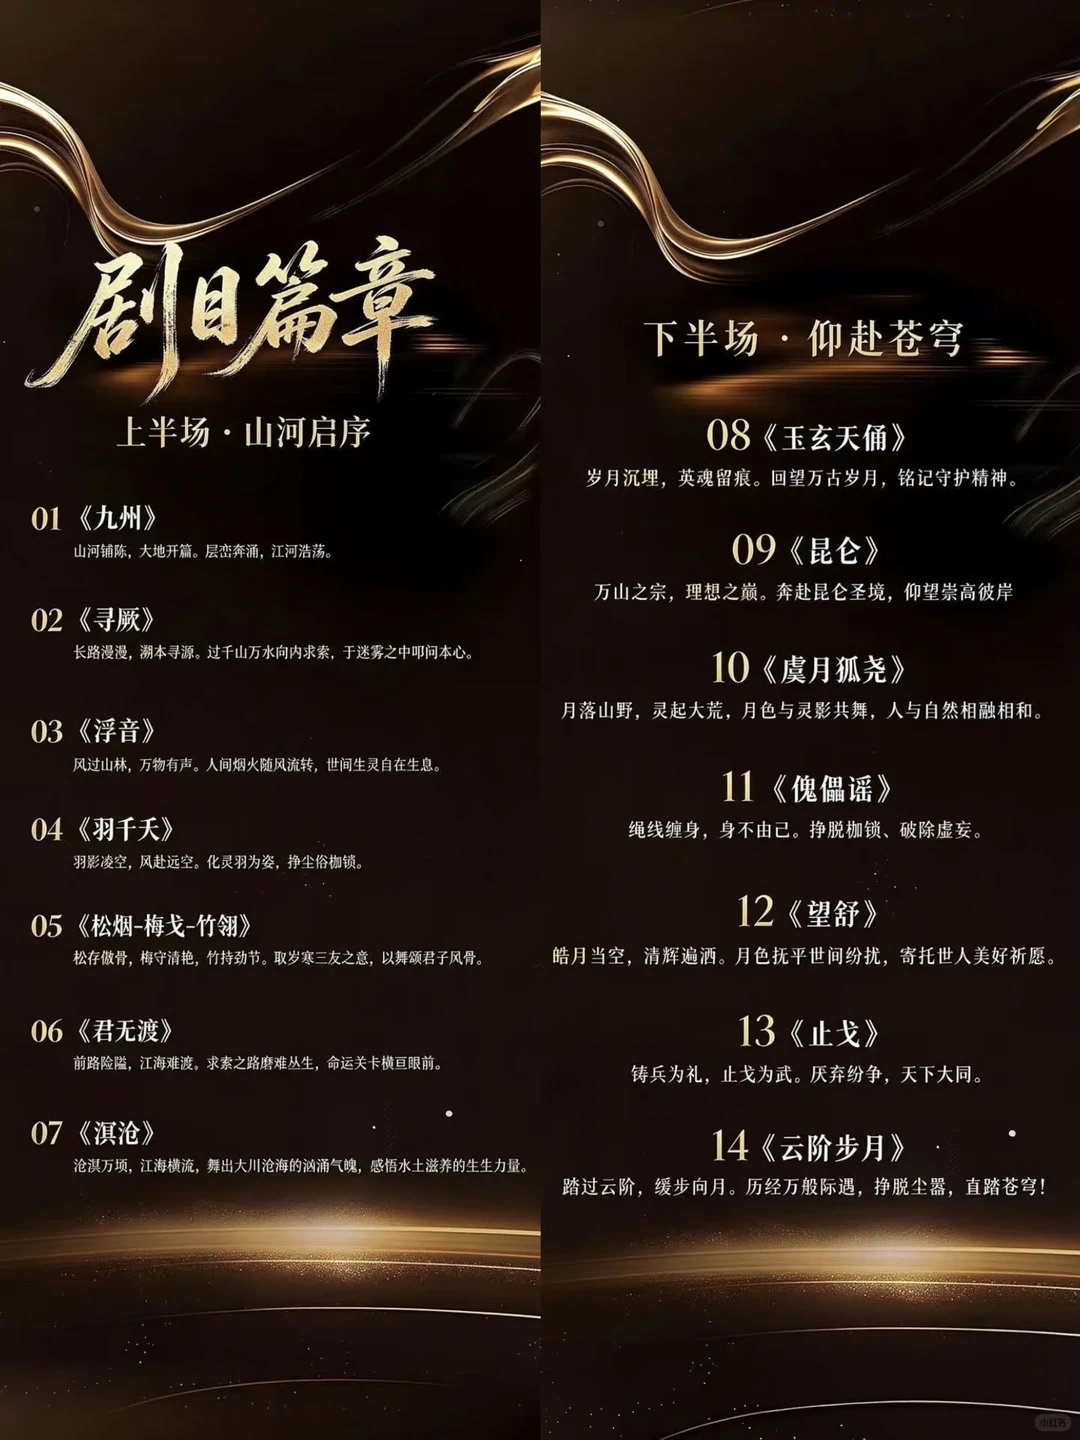 剧目篇章
上半场·山河启序
01《九州》
山河铺陈，大地开篇。层峦奔涌，江河浩荡。
02《寻厥》
长路漫漫，溯本寻源。过千山万水向内求索，于迷雾之中叩问本心。
03《浮音》
风过山林，万物有声。人间烟火随风流转，世间生灵自在生息。
04《羽千夭》
羽影凌空，风赴远空。化灵羽为姿，挣尘俗枷锁。
05《松烟-梅戈-竹翎》
松存傲骨，梅守清艳，竹持劲节。取岁寒三友之意，以舞颂君子风骨。
06《君无渡》
前路险隘，江海难渡。求索之路磨难丛生，命运关卡横亘眼前。
07《溟沧》
沧溟万顷，江海横流，舞出大川沧海的汹涌气魄，感悟水土滋养的生生力量。
下半场·仰赴苍穹
08《玉玄天俑》
岁月沉埋，英魂留痕。回望万古岁月，铭记守护精神。
09《昆仑》
万山之宗，理想之巅。奔赴昆仑圣境，仰望崇高彼岸
10《虞月狐尧》
月落山野，灵起大荒，月色与灵影共舞，人与自然相融相和。
11《傀儡谣》
绳线缠身，身不由己。挣脱枷锁、破除虚妄。
12《望舒》
皓月当空，清辉遍洒。月色抚平世间纷扰，寄托世人美好祈愿。
13《止戈》
铸兵为礼，止戈为武。厌弃纷争，天下大同。
14《云阶步月》
踏过云阶，缓步向月。历经万般际遇，挣脱尘嚣，直踏苍穹！
小红书